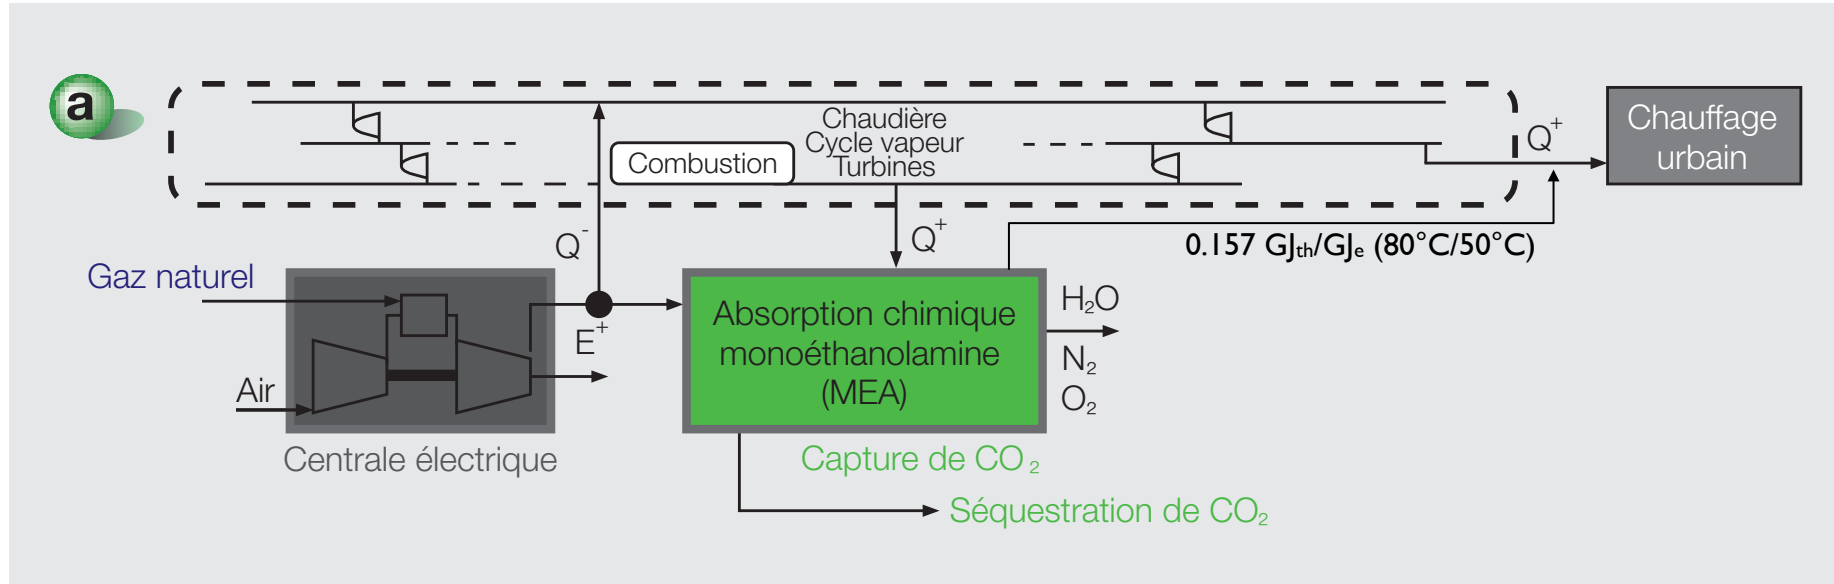 a
Chaudière
Cycle vapeur
Turbines
Combustion
Q+
Chauffage
urbain
Q-
Q+
0.157 GJth/GJe (80°C/50°C)
Gaz naturel
E+
Air
Absorption chimique
monoéthanolamine
(MEA)
H₂O
N₂
O₂
Centrale électrique
Capture de CO₂
Séquestration de CO₂